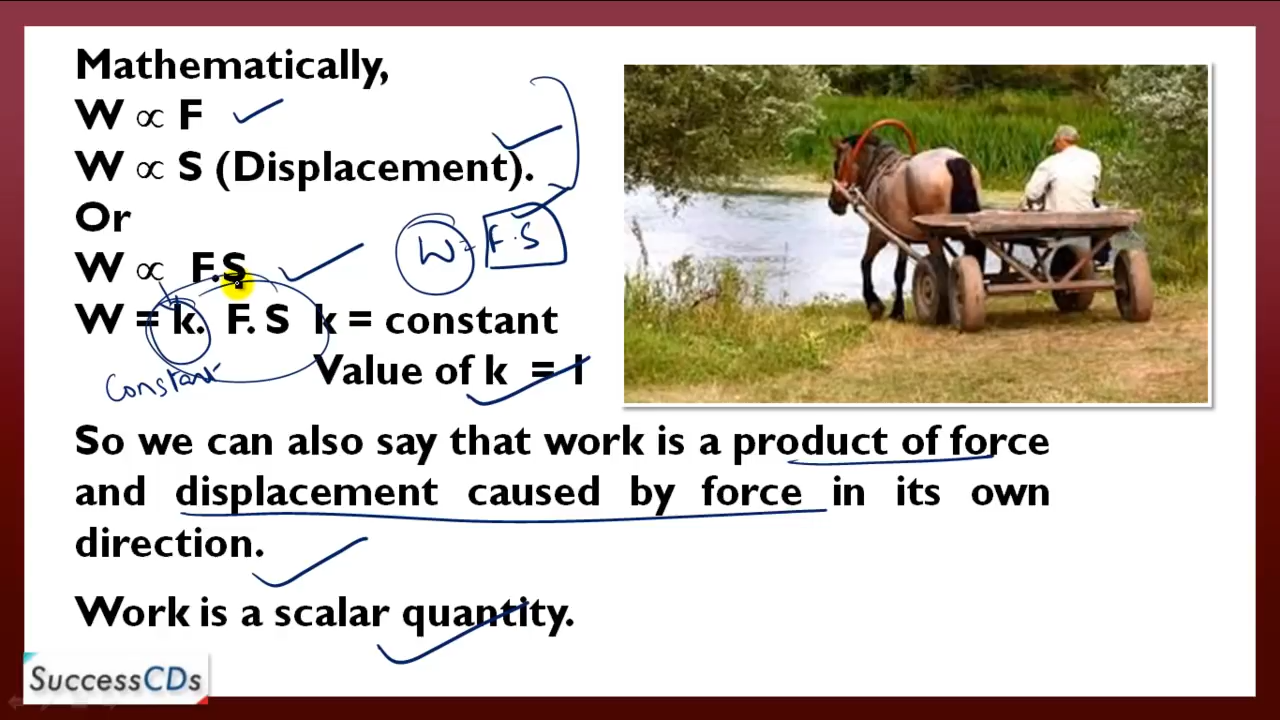 Mathematically,
W ∝ F
W ∝ S (Displacement).
Or
W ∝ F.S
W = F.S
W = k. F. S k = constant
Constant
Value of k = 1
So we can also say that work is a product of force
and displacement caused by force in its own
direction.
Work is a scalar quantity.
SuccessCDs